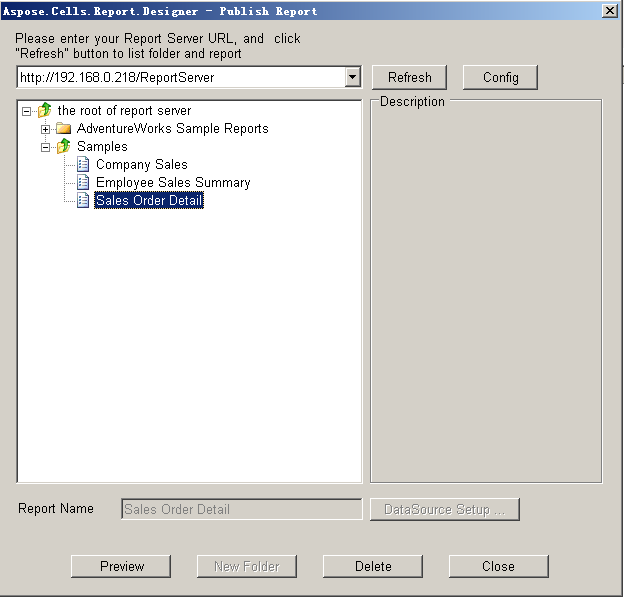 Aspose.Cells.Report.Designer - Publish Report
Please enter your Report Server URL, and click
"Refresh" button to list folder and report
http://192.168.0.218/ReportServer
Refresh
Config
the root of report server
AdventureWorks Sample Reports
Samples
Company Sales
Employee Sales Summary
Sales Order Detail
Description
Report Name
Sales Order Detail
DataSource Setup ...
Preview
New Folder
Delete
Close